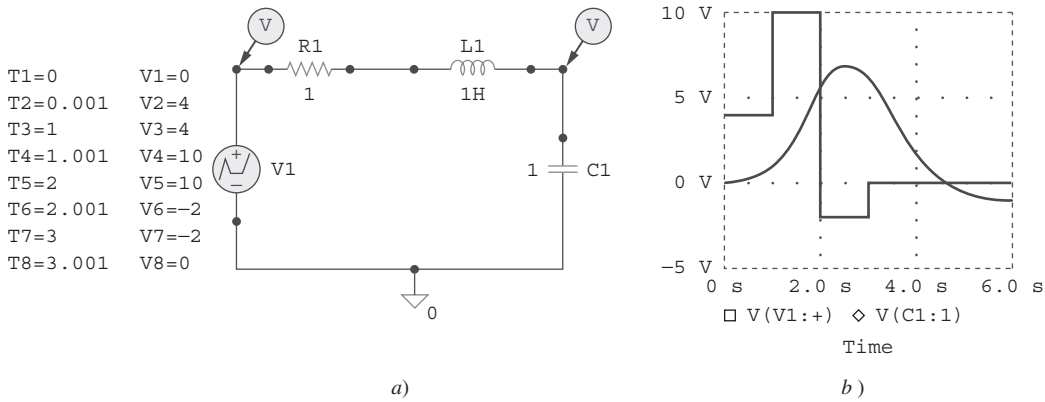 V
V
R1
L1
1
1H
T1=0 V1=0
T2=0.001 V2=4
T3=1 V3=4
T4=1.001 V4=10
T5=2 V5=10
T6=2.001 V6=−2
T7=3 V7=−2
T8=3.001 V8=0
+
−
V1
1
C1
0
a)
10 V
5 V
0 V
−5 V
0 s 2.0 s 4.0 s 6.0 s
V(V1:+) V(C1:1)
Time
b )